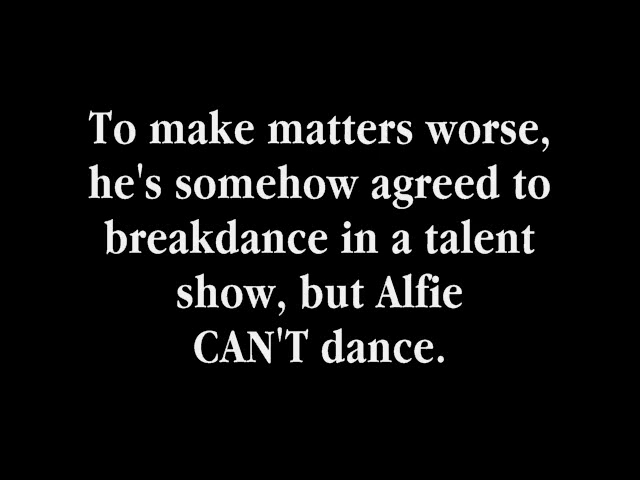 To make matters worse,
he's somehow agreed to
breakdance in a talent
show, but Alfie
CAN'T dance.